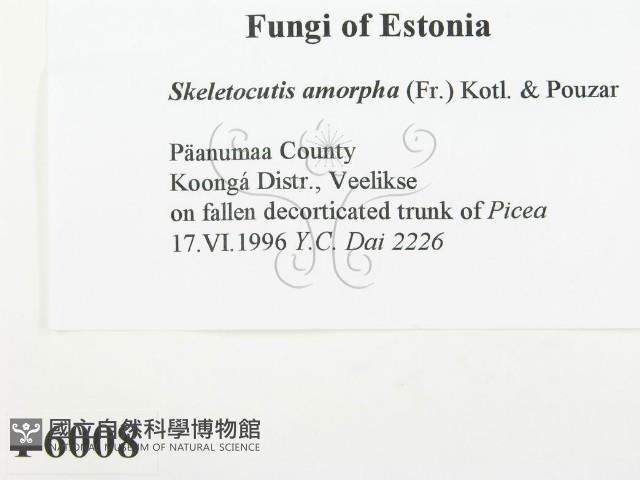 Fungi of Estonia
Skeletocutis amorpha (Fr.) Kotl. & Pouzar
Päanumaa County
Koongá Distr., Veelikse
on fallen decorticated trunk of Picea
17.VI.1996 Y.C. Dai 2226
國立自然科學博物館
NATIONAL MUSEUM OF NATURAL SCIENCE
6008